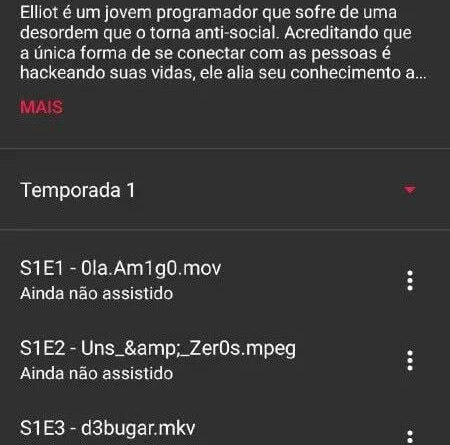 Elliot é um jovem programador que sofre de uma
desordem que o torna anti-social. Acreditando que
a única forma de se conectar com as pessoas é
hackeando suas vidas, ele alia seu conhecimento a...
MAIS
Temporada 1
S1E1 - 0la.Am1g0.mov
Ainda não assistido
S1E2 - Uns_&amp;_Zer0s.mpeg
Ainda não assistido
S1E3 - d3bugar.mkv